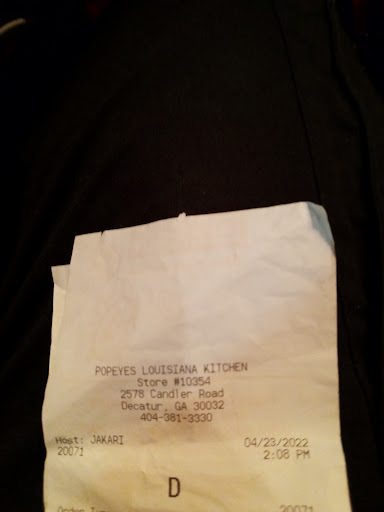 POPEYES LOUISIANA KITCHEN
Store #10354
2578 Candler Road
Decatur, GA 30032
404-381-3330
Host: JAKARI 04/23/2022
20071 2:08 PM
D
20071